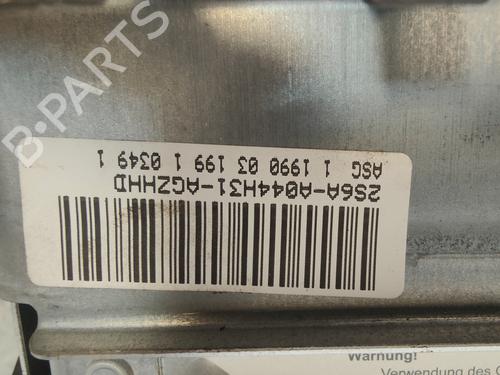 B-PARTS
ASG 1 1990 03 199 1 0349 1
2S6A-A044H31-AGZHHD
Warnung!
Verwendung des